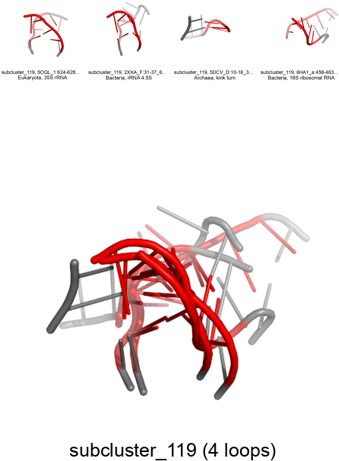 subcluster_119, 5OQL_1:624-628...
Eukaryota, 35S rRNA
subcluster_119, 2XXA_F:31-37_6...
Bacteria, rRNA 4.5S
subcluster_119, 5DCV_D:10-16_3...
Archaea, kink turn
subcluster_119, 6HA1_a:458-463...
Bacteria, 16S ribosomal RNA
subcluster_119 (4 loops)